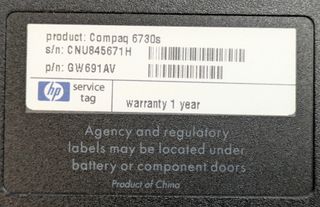 product: Compaq 6730s
s/n: CNU845671H
p/n: GW691AV
hp service
tag
warranty 1 year
Agency and regulatory
labels may be located under
battery or component doors
Product of China